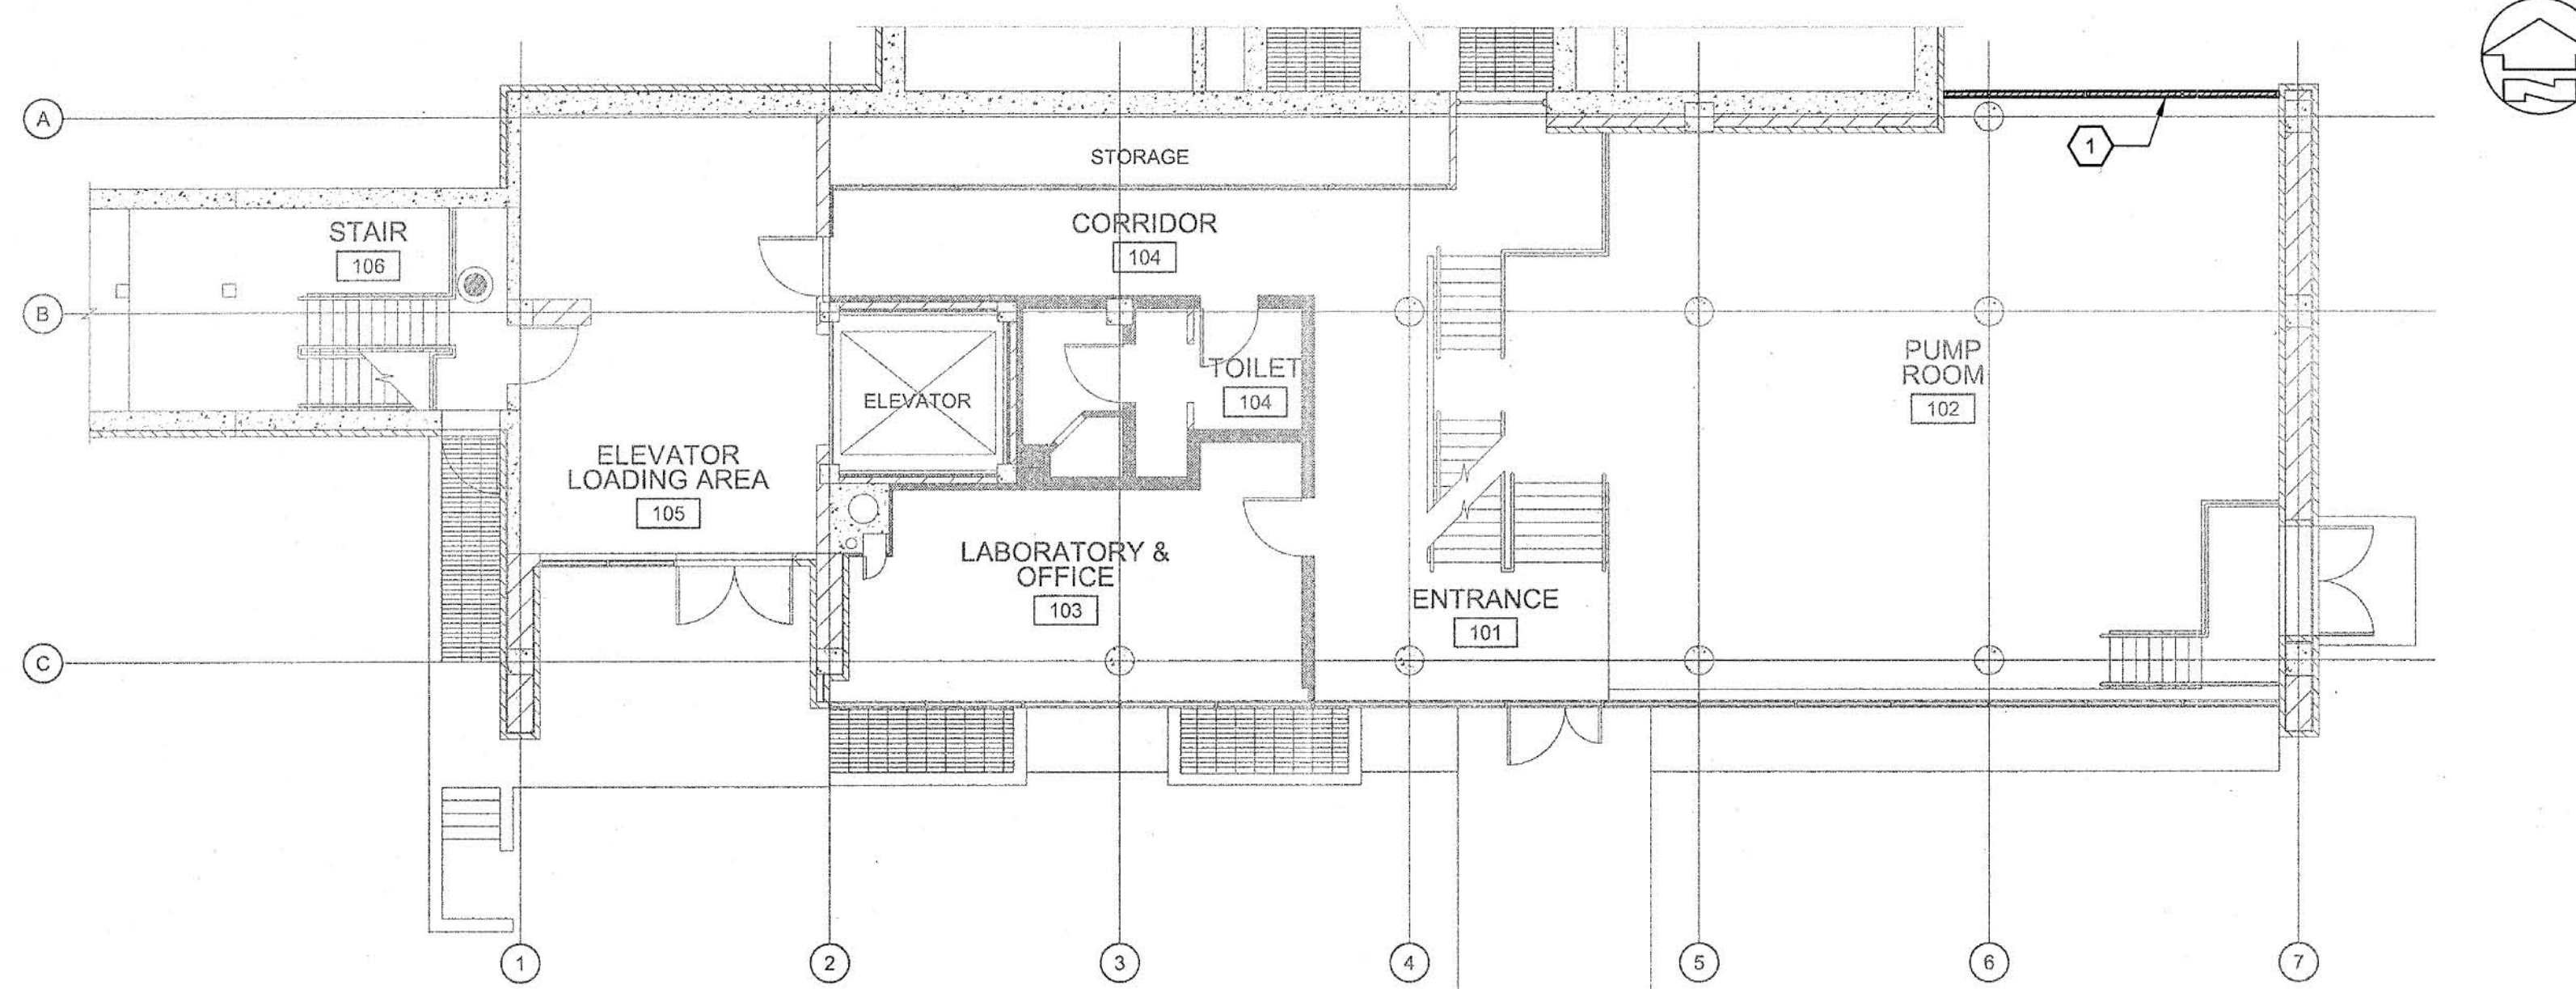 A
1
STORAGE
STAIR
106
CORRIDOR
104
B
PUMP
ROOM
102
TOILET
104
ELEVATOR
ELEVATOR
LOADING AREA
105
LABORATORY &
OFFICE
103
ENTRANCE
101
C
1
2
3
4
5
6
7
N